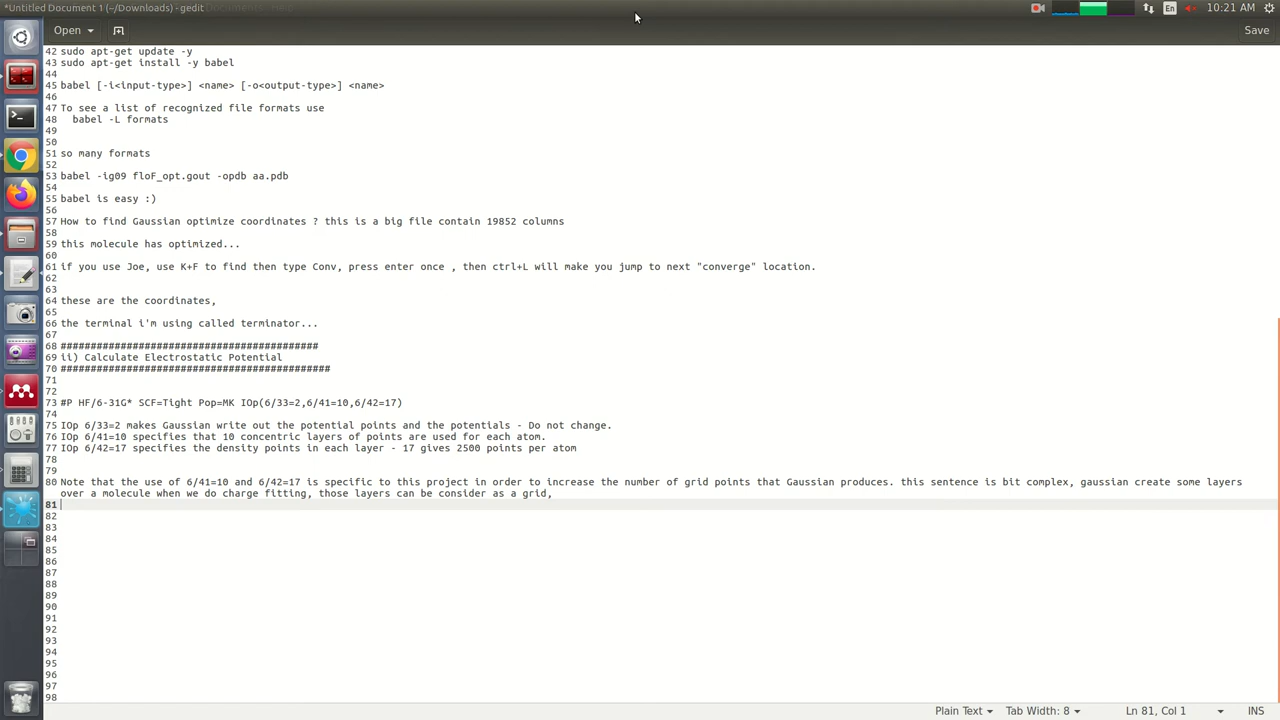 *Untitled Document 1 (~/Downloads) - gedit
En
10:21 AM
Open
Save
42 sudo apt-get update -y
43 sudo apt-get install -y babel
44
45 babel [-i<input-type>] <name> [-o<output-type>] <name>
46
47 To see a list of recognized file formats use
48 babel -L formats
49
50
51 so many formats
52
53 babel -ig09 floF_opt.gout -opdb aa.pdb
54
55 babel is easy :)
56
57 How to find Gaussian optimize coordinates ? this is a big file contain 19852 columns
58
59 this molecule has optimized...
60
61 if you use Joe, use K+F to find then type Conv, press enter once , then ctrl+L will make you jump to next "converge" location.
62
63
64 these are the coordinates,
65
66 the terminal i'm using called terminator...
67
68 ###########################################
69 ii) Calculate Electrostatic Potential
70 #############################################
71
72
73 #P HF/6-31G* SCF=Tight Pop=MK IOp(6/33=2,6/41=10,6/42=17)
74
75 IOp 6/33=2 makes Gaussian write out the potential points and the potentials - Do not change.
76 IOp 6/41=10 specifies that 10 concentric layers of points are used for each atom.
77 IOp 6/42=17 specifies the density points in each layer - 17 gives 2500 points per atom
78
79
80 Note that the use of 6/41=10 and 6/42=17 is specific to this project in order to increase the number of grid points that Gaussian produces. this sentence is bit complex, gaussian create some layers
over a molecule when we do charge fitting, those layers can be consider as a grid,
81
82
83
84
85
86
87
88
89
90
91
92
93
94
95
96
97
98
Plain Text
Tab Width: 8
Ln 81, Col 1
INS